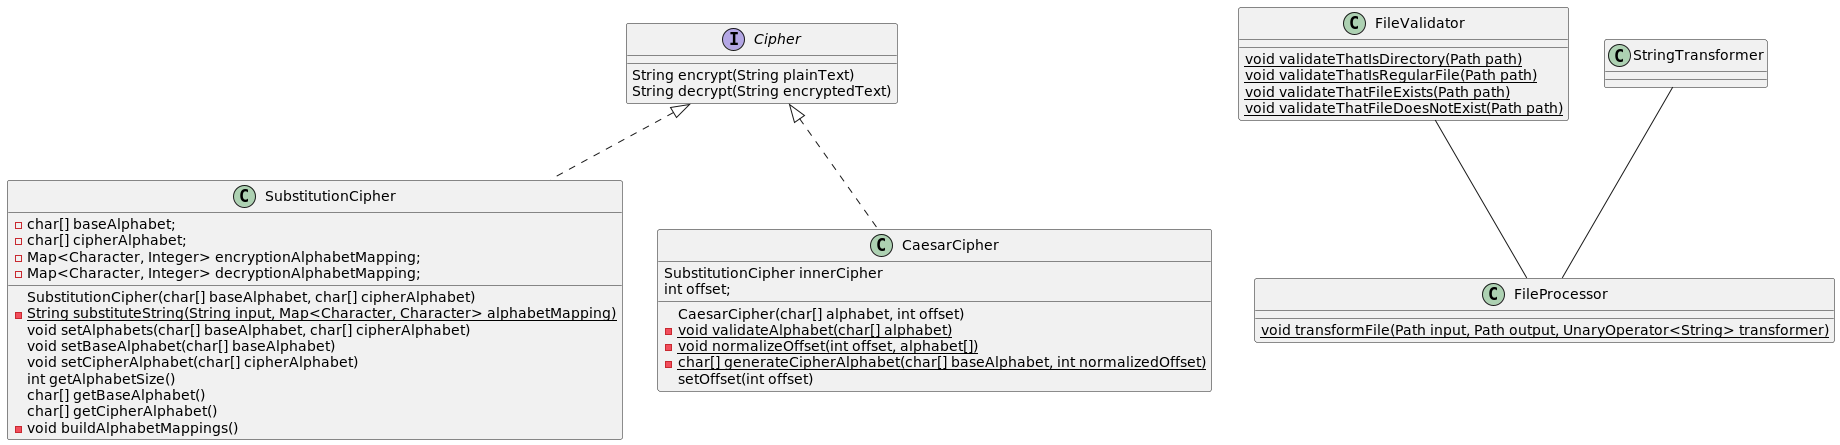 I Cipher
String encrypt(String plainText)
String decrypt(String encryptedText)
C FileValidator
void validateThatIsDirectory(Path path)
void validateThatIsRegularFile(Path path)
void validateThatFileExists(Path path)
void validateThatFileDoesNotExist(Path path)
C StringTransformer
C SubstitutionCipher
char[] baseAlphabet;
char[] cipherAlphabet;
Map<Character, Integer> encryptionAlphabetMapping;
Map<Character, Integer> decryptionAlphabetMapping;
SubstitutionCipher(char[] baseAlphabet, char[] cipherAlphabet)
String substituteString(String input, Map<Character, Character> alphabetMapping)
void setAlphabets(char[] baseAlphabet, char[] cipherAlphabet)
void setBaseAlphabet(char[] baseAlphabet)
void setCipherAlphabet(char[] cipherAlphabet)
int getAlphabetSize()
char[] getBaseAlphabet()
char[] getCipherAlphabet()
void buildAlphabetMappings()
C CaesarCipher
SubstitutionCipher innerCipher
int offset;
CaesarCipher(char[] alphabet, int offset)
void validateAlphabet(char[] alphabet)
void normalizeOffset(int offset, alphabet[])
char[] generateCipherAlphabet(char[] baseAlphabet, int normalizedOffset)
setOffset(int offset)
C FileProcessor
void transformFile(Path input, Path output, UnaryOperator<String> transformer)